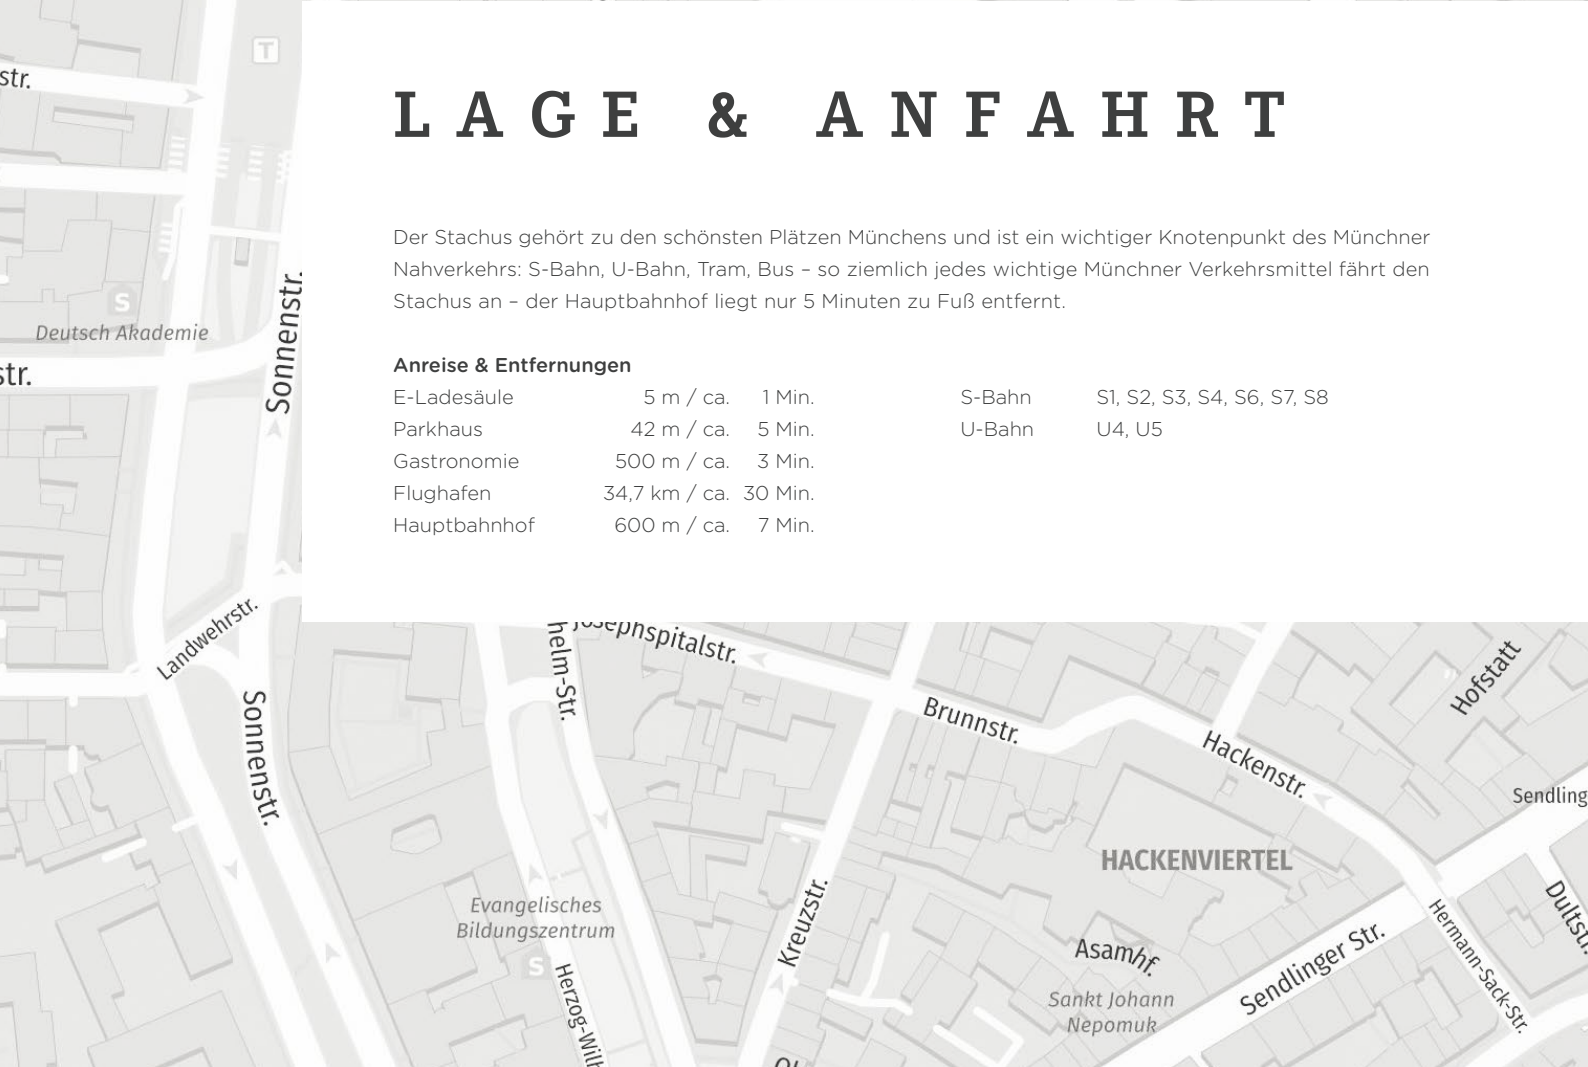 LAGE & ANFAHRT
Der Stachus gehört zu den schönsten Plätzen Münchens und ist ein wichtiger Knotenpunkt des Münchner
Nahverkehrs: S-Bahn, U-Bahn, Tram, Bus – so ziemlich jedes wichtige Münchner Verkehrsmittel fährt den
Stachus an – der Hauptbahnhof liegt nur 5 Minuten zu Fuß entfernt.
Anreise & Entfernungen
E-Ladesäule 5 m / ca. 1 Min. S-Bahn S1, S2, S3, S4, S6, S7, S8
Parkhaus 42 m / ca. 5 Min. U-Bahn U4, U5
Gastronomie 500 m / ca. 3 Min.
Flughafen 34,7 km / ca. 30 Min.
Hauptbahnhof 600 m / ca. 7 Min.
T
str.
S
Deutsch Akademie
Sonnenstr.
str.
Landwehrstr.
Sonnenstr.
Josephspitalstr.
helm-Str.
Brunnstr.
Hackenstr.
Hofstatt
Sendling
HACKENVIERTEL
Evangelisches
Bildungszentrum
S
Herzog-Wilh
Kreuzstr.
Asamhf.
Sankt Johann
Nepomuk
Sendlinger Str.
Hermann-Sack-Str.
Dultstr.